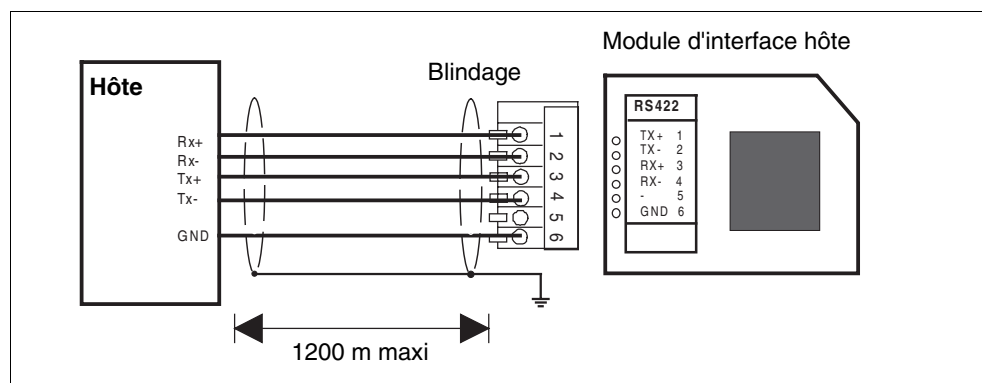 Module d'interface hôte
Blindage
Hôte
Rx+
Rx-
Tx+
Tx-
GND
1
2
3
4
5
6
RS422
TX+ 1
TX- 2
RX+ 3
RX- 4
- 5
GND 6
1200 m maxi